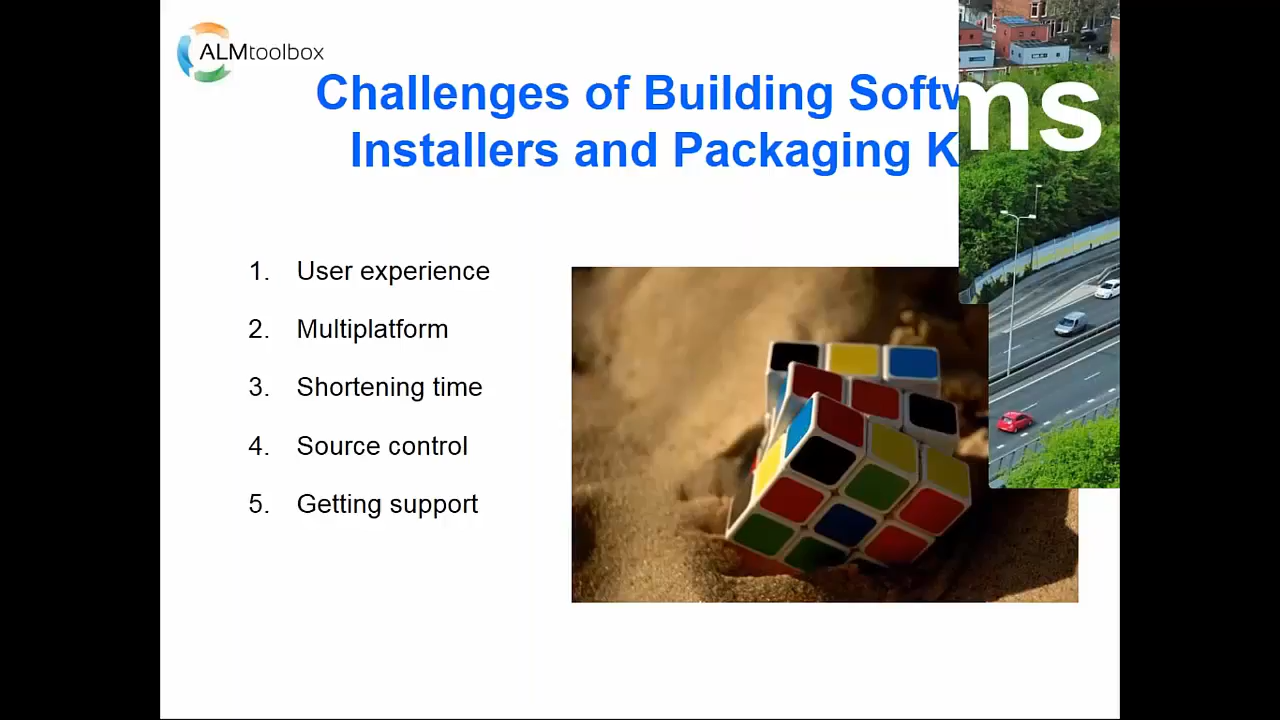 ALMtoolbox
Challenges of Building Softw
Installers and Packaging K
ms
1. User experience
2. Multiplatform
3. Shortening time
4. Source control
5. Getting support